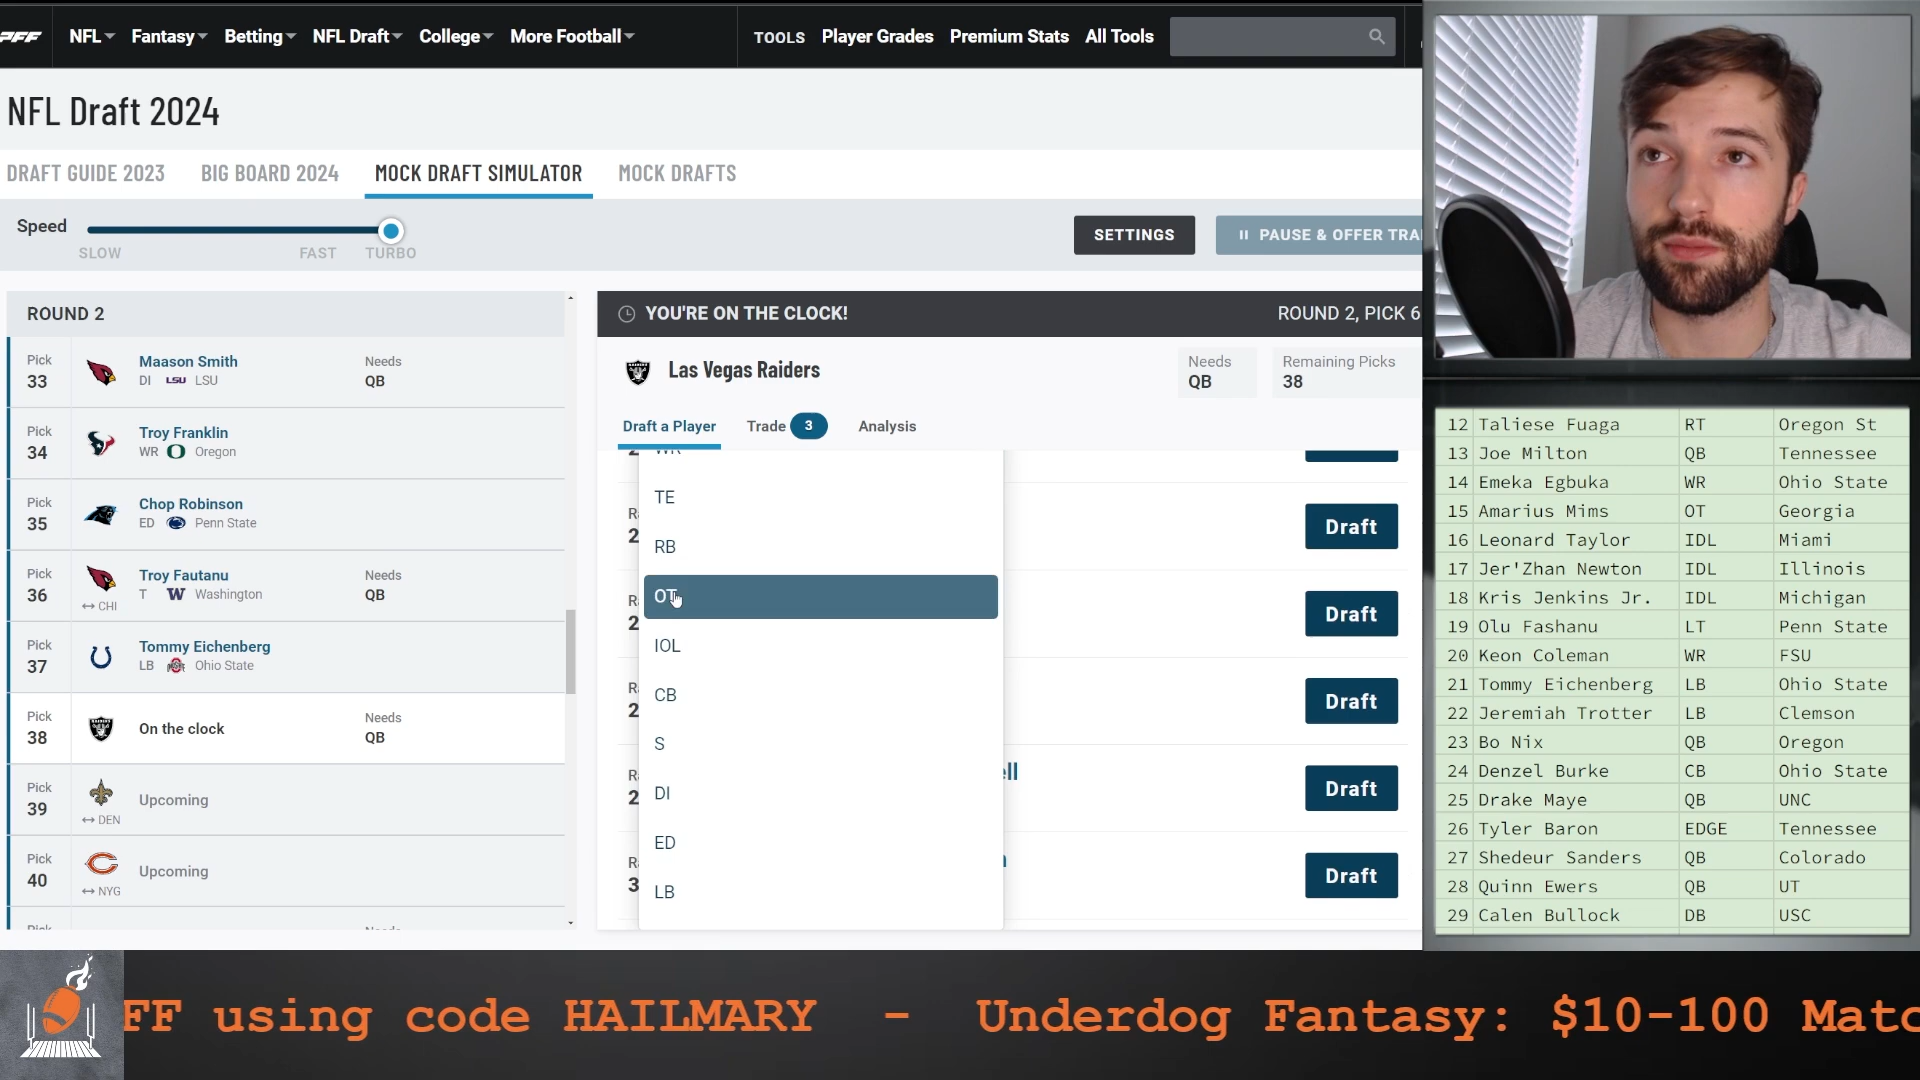 PFF NFL Fantasy Betting NFL Draft College More Football TOOLS Player Grades Premium Stats All Tools
NFL Draft 2024
DRAFT GUIDE 2023 BIG BOARD 2024 MOCK DRAFT SIMULATOR MOCK DRAFTS
Speed
SLOW FAST TURBO
SETTINGS
PAUSE & OFFER TRA
ROUND 2
Pick 33 Maason Smith Needs
DI LSU LSU QB
Pick 34 Troy Franklin
WR O Oregon
Pick 35 Chop Robinson
ED Penn State
Pick 36 Troy Fautanu Needs
T W Washington QB
↔ CHI
Pick 37 Tommy Eichenberg
LB Ohio State
Pick 38 On the clock Needs
QB
Pick 39 Upcoming
↔ DEN
Pick 40 Upcoming
↔ NYG
YOU'RE ON THE CLOCK! ROUND 2, PICK 6
Las Vegas Raiders
Needs
QB
Remaining Picks
38
Draft a Player Trade 3 Analysis
WR
TE
RB
OT
IOL
CB
S
DI
ED
LB
Draft
Draft
Draft
Draft
Draft
12 Taliese Fuaga RT Oregon St
13 Joe Milton QB Tennessee
14 Emeka Egbuka WR Ohio State
15 Amarius Mims OT Georgia
16 Leonard Taylor IDL Miami
17 Jer'Zhan Newton IDL Illinois
18 Kris Jenkins Jr. IDL Michigan
19 Olu Fashanu LT Penn State
20 Keon Coleman WR FSU
21 Tommy Eichenberg LB Ohio State
22 Jeremiah Trotter LB Clemson
23 Bo Nix QB Oregon
24 Denzel Burke CB Ohio State
25 Drake Maye QB UNC
26 Tyler Baron EDGE Tennessee
27 Shedeur Sanders QB Colorado
28 Quinn Ewers QB UT
29 Calen Bullock DB USC
FF using code HAILMARY - Underdog Fantasy: $10-100 Matc